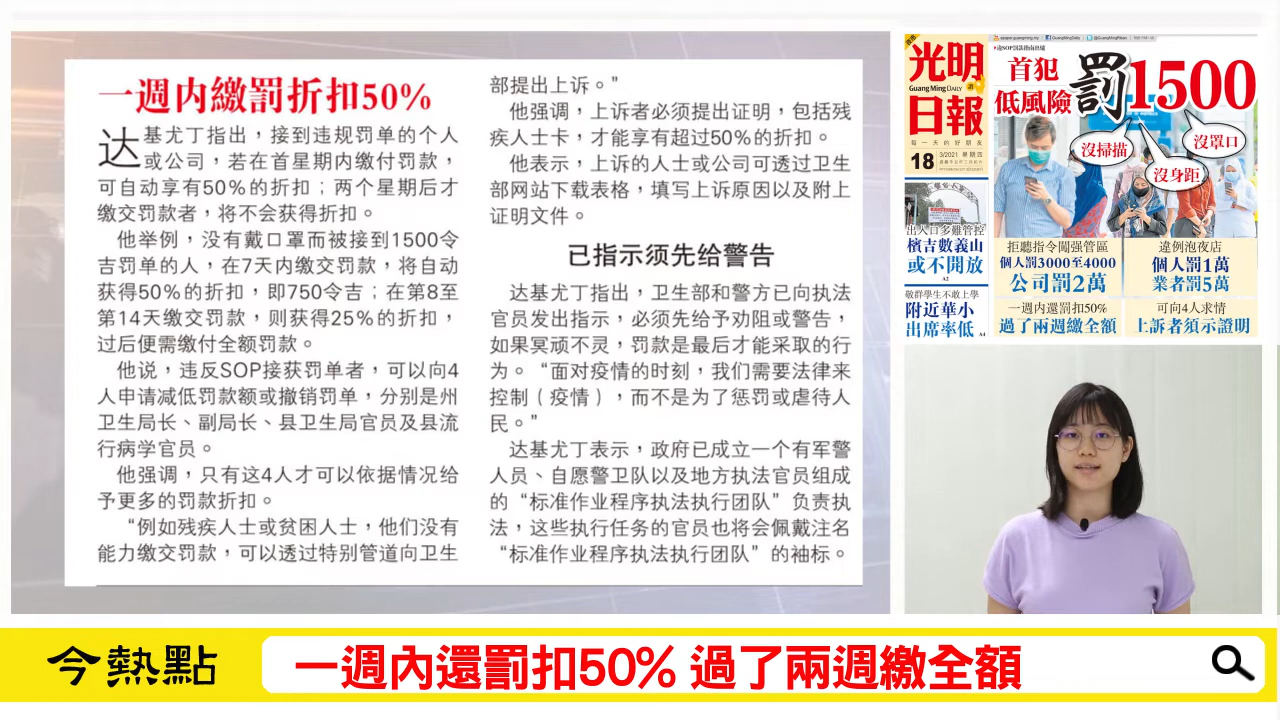 一週内繳罰折扣50%
达基尤丁指出，接到违规罚单的个人
或公司，若在首星期内缴付罚款，
可自动享有50%的折扣；两个星期后才
缴交罚款者，将不会获得折扣。
他举例，没有戴口罩而被接到1500令
吉罚单的人，在7天内缴交罚款，将自动
获得50%的折扣，即750令吉；在第8至
第14天缴交罚款，则获得25%的折扣，
过后便需缴付全额罚款。
他说，违反SOP接获罚单者，可以向4
人申请减低罚款额或撤销罚单，分别是州
卫生局长、副局长、县卫生局官员及县流
行病学官员。
他强调，只有这4人才可以依据情况给
予更多的罚款折扣。
“例如残疾人士或贫困人士，他们没有
能力缴交罚款，可以透过特别管道向卫生
部提出上诉。”
他强调，上诉者必须提出证明，包括残
疾人士卡，才能享有超过50%的折扣。
他表示，上诉的人士或公司可透过卫生
部网站下载表格，填写上诉原因以及附上
证明文件。
已指示须先给警告
达基尤丁指出，卫生部和警方已向执法
官员发出指示，必须先给予劝阻或警告，
如果冥顽不灵，罚款是最后才能采取的行
为。“面对疫情的时刻，我们需要法律来
控制（疫情），而不是为了惩罚或虐待人
民。”
达基尤丁表示，政府已成立一个有军警
人员、自愿警卫队以及地方执法官员组成
的“标准作业程序执法执行团队”负责执
法，这些执行任务的官员也将会佩戴注名
“标准作业程序执法执行团队”的袖标。
光明
Guang Ming DAILY
日報
每一天的好朋友
18
3/2021 星期四
出入口多難管控
檳吉數義山
或不開放
A2
敬群學生不敢上學
附近華小
出席率低
A4
首犯
低風險
罰1500
沒掃描
沒罩口
沒身距
拒聽指令闖强管區
個人罰3000至4000
公司罰2萬
違例泡夜店
個人罰1萬
業者罰5萬
一週内還罰扣50%
過了兩週繳全額
可向4人求情
上訴者須示證明
今熱點
一週內還罰扣50% 過了兩週繳全額